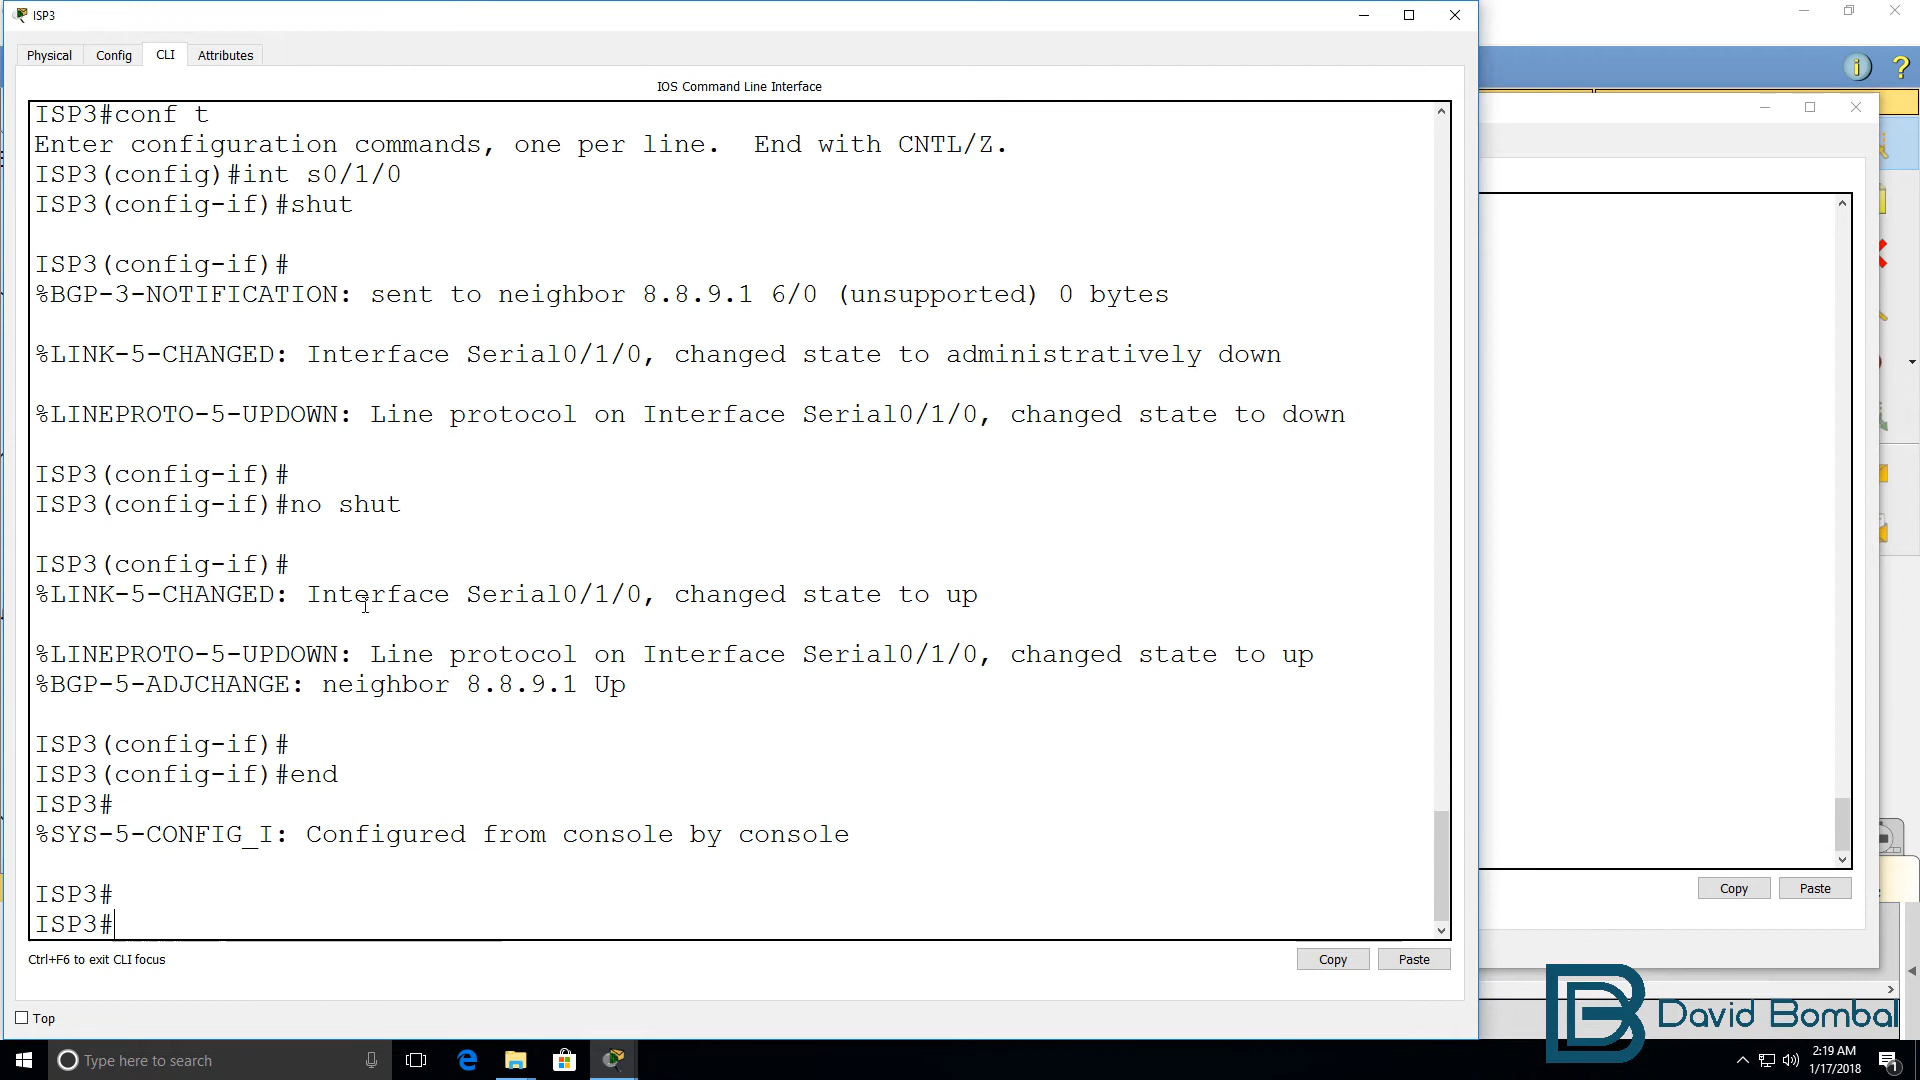 ISP3
Physical Config CLI Attributes
IOS Command Line Interface
ISP3#conf t
Enter configuration commands, one per line.  End with CNTL/Z.
ISP3(config)#int s0/1/0
ISP3(config-if)#shut
ISP3(config-if)#
%BGP-3-NOTIFICATION: sent to neighbor 8.8.9.1 6/0 (unsupported) 0 bytes
%LINK-5-CHANGED: Interface Serial0/1/0, changed state to administratively down
%LINEPROTO-5-UPDOWN: Line protocol on Interface Serial0/1/0, changed state to down
ISP3(config-if)#
ISP3(config-if)#no shut
ISP3(config-if)#
%LINK-5-CHANGED: Interface Serial0/1/0, changed state to up
%LINEPROTO-5-UPDOWN: Line protocol on Interface Serial0/1/0, changed state to up
%BGP-5-ADJCHANGE: neighbor 8.8.9.1 Up
ISP3(config-if)#
ISP3(config-if)#end
ISP3#
%SYS-5-CONFIG_I: Configured from console by console
ISP3#
ISP3#
Ctrl+F6 to exit CLI focus
Copy Paste
Top
Copy Paste
David Bombal
Type here to search
2:19 AM
1/17/2018
1